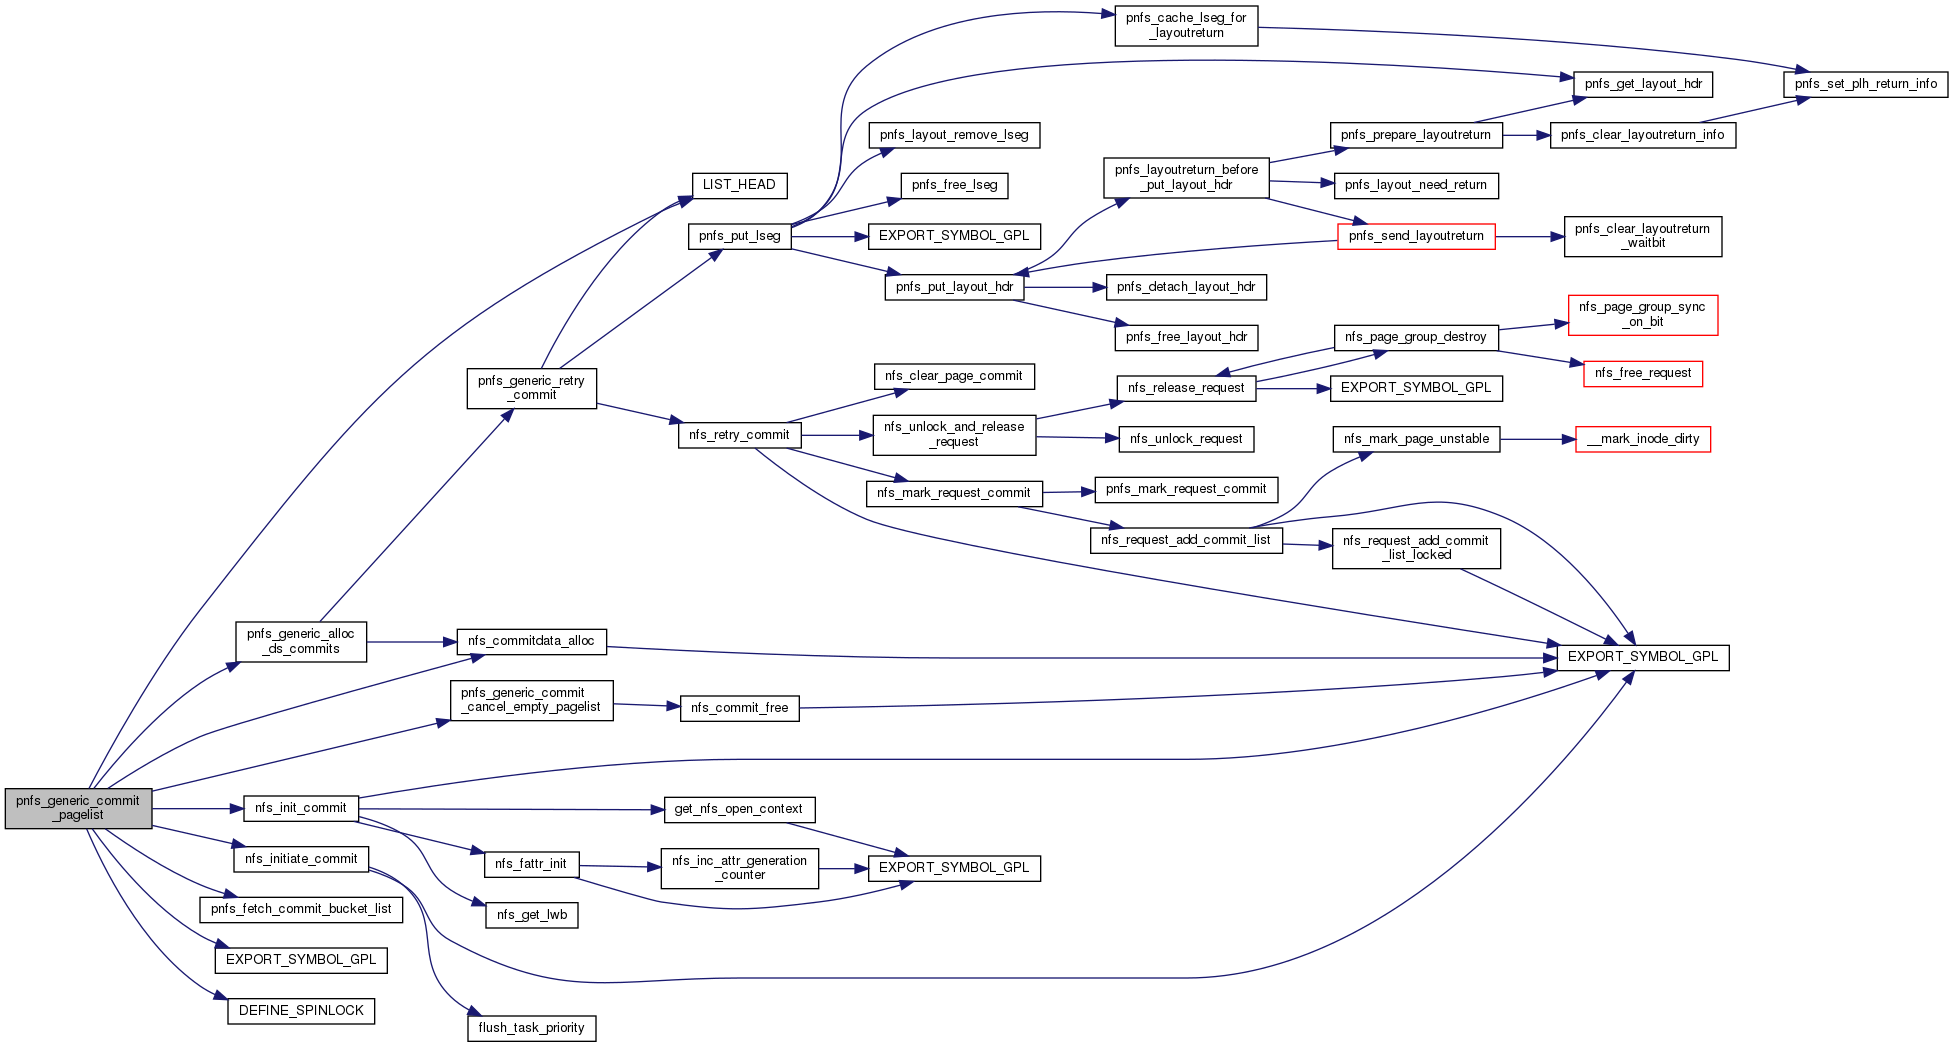 pnfs_cache_lseg_for
_layoutreturn
pnfs_get_layout_hdr
pnfs_set_plh_return_info
pnfs_layout_remove_lseg
pnfs_prepare_layoutreturn
pnfs_clear_layoutreturn_info
LIST_HEAD
pnfs_free_lseg
pnfs_layoutreturn_before
_put_layout_hdr
pnfs_layout_need_return
pnfs_put_lseg
EXPORT_SYMBOL_GPL
pnfs_send_layoutreturn
pnfs_clear_layoutreturn
_waitbit
pnfs_put_layout_hdr
pnfs_detach_layout_hdr
pnfs_free_layout_hdr
nfs_page_group_destroy
nfs_page_group_sync
_on_bit
nfs_free_request
pnfs_generic_retry
_commit
nfs_clear_page_commit
nfs_release_request
EXPORT_SYMBOL_GPL
nfs_retry_commit
nfs_unlock_and_release
_request
nfs_unlock_request
nfs_mark_page_unstable
__mark_inode_dirty
nfs_mark_request_commit
pnfs_mark_request_commit
nfs_request_add_commit_list
nfs_request_add_commit
_list_locked
pnfs_generic_alloc
_ds_commits
nfs_commitdata_alloc
EXPORT_SYMBOL_GPL
pnfs_generic_commit
_cancel_empty_pagelist
nfs_commit_free
pnfs_generic_commit
_pagelist
nfs_init_commit
get_nfs_open_context
nfs_initiate_commit
nfs_fattr_init
nfs_inc_attr_generation
_counter
EXPORT_SYMBOL_GPL
pnfs_fetch_commit_bucket_list
nfs_get_lwb
EXPORT_SYMBOL_GPL
DEFINE_SPINLOCK
flush_task_priority